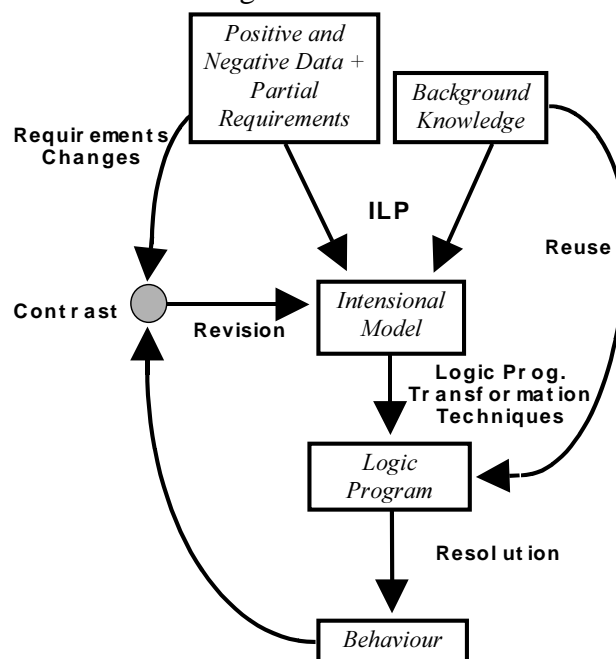 Positive and
Negative Data +
Partial
Requirements
Background
Knowledge
Requirements
Changes
ILP
Reuse
Contrast
Revision
Intensional
Model
Logic Prog.
Transformation
Techniques
Logic
Program
Resolution
Behaviour